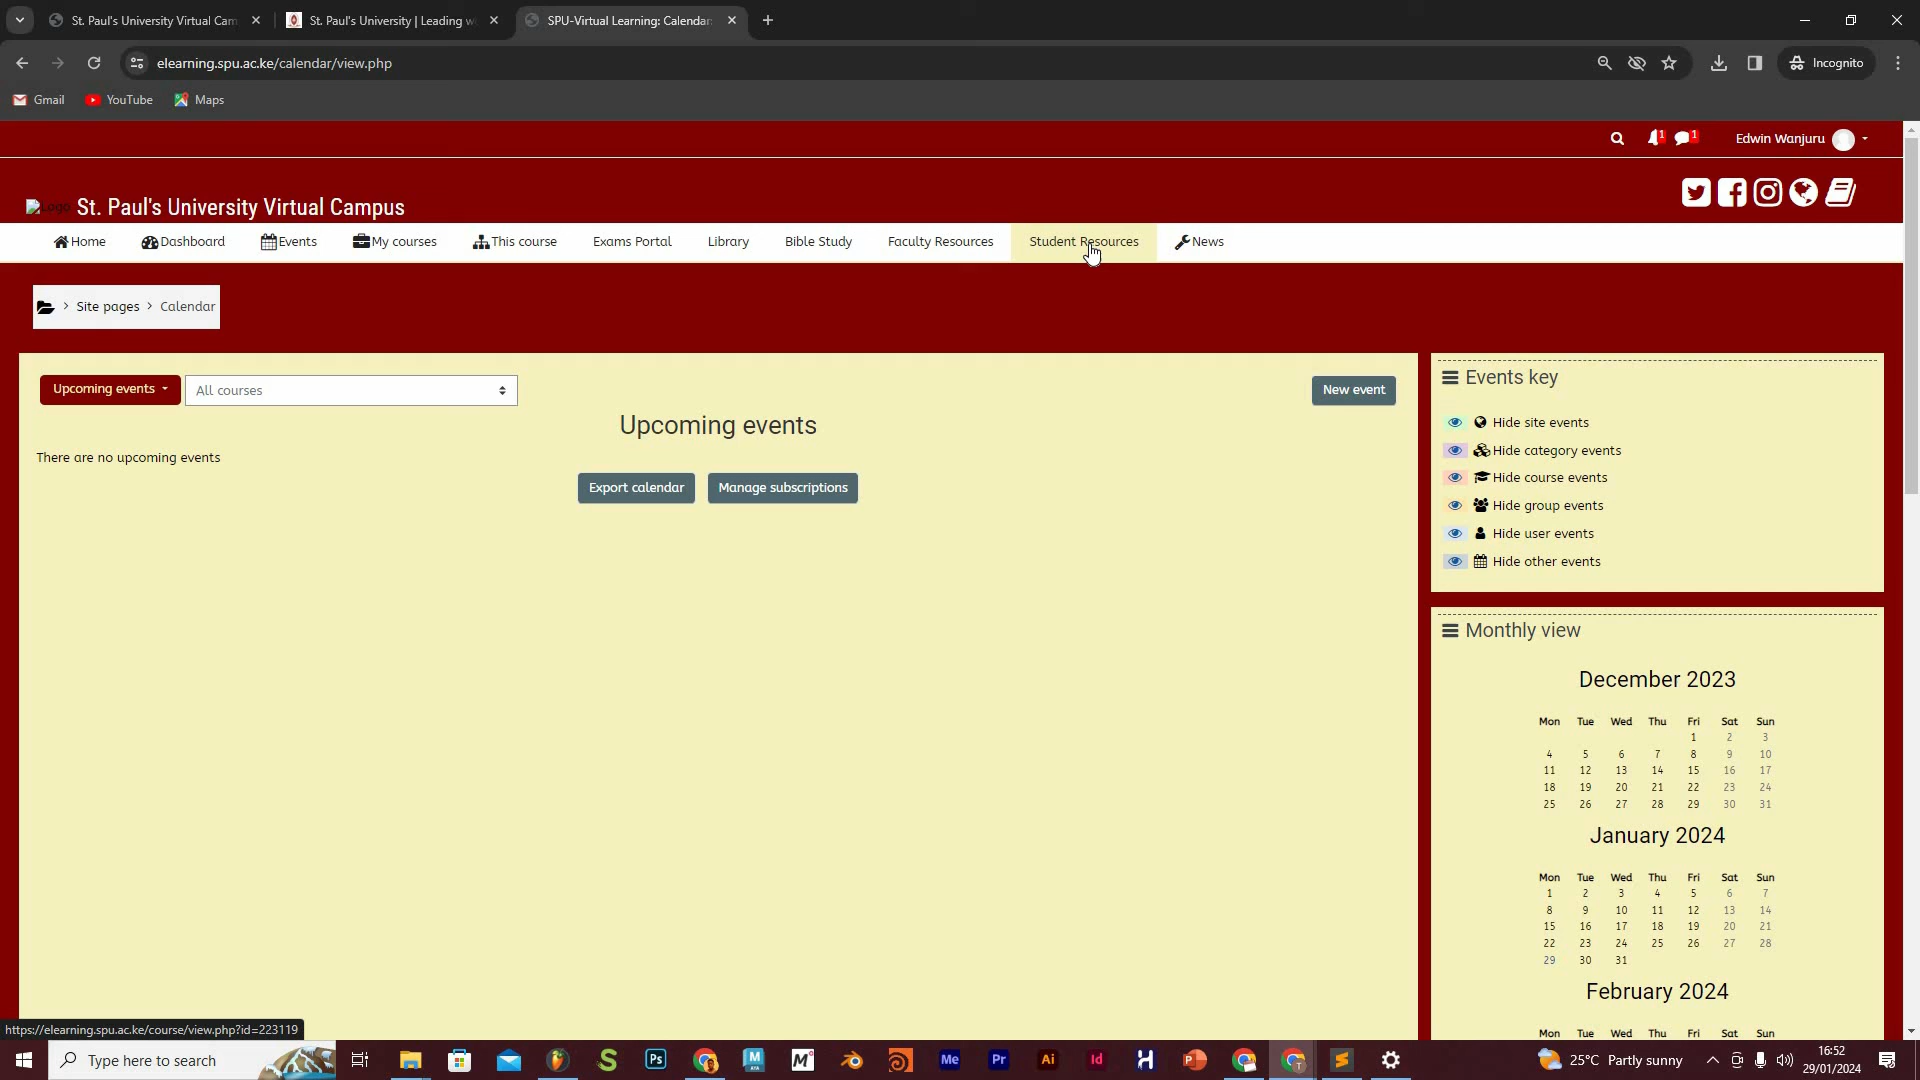 St. Paul's University Virtual Cam
St. Paul's University | Leading w
SPU-Virtual Learning: Calendar
elearning.spu.ac.ke/calendar/view.php
Incognito
Gmail
YouTube
Maps
1
1
Edwin Wanjuru
Logo
St. Paul's University Virtual Campus
Home
Dashboard
Events
My courses
This course
Exams Portal
Library
Bible Study
Faculty Resources
Student Resources
News
Site pages
Calendar
Upcoming events
All courses
New event
Upcoming events
There are no upcoming events
Export calendar
Manage subscriptions
Events key
Hide site events
Hide category events
Hide course events
Hide group events
Hide user events
Hide other events
Monthly view
December 2023
Mon Tue Wed Thu Fri Sat Sun
1 2 3
4 5 6 7 8 9 10
11 12 13 14 15 16 17
18 19 20 21 22 23 24
25 26 27 28 29 30 31
January 2024
Mon Tue Wed Thu Fri Sat Sun
1 2 3 4 5 6 7
8 9 10 11 12 13 14
15 16 17 18 19 20 21
22 23 24 25 26 27 28
29 30 31
February 2024
Mon Tue Wed Thu Fri Sat Sun
https://elearning.spu.ac.ke/course/view.php?id=223119
Type here to search
S
Ps
MAYA
M
Me
Pr
Ai
Id
P
25°C Partly sunny
16:52
29/01/2024